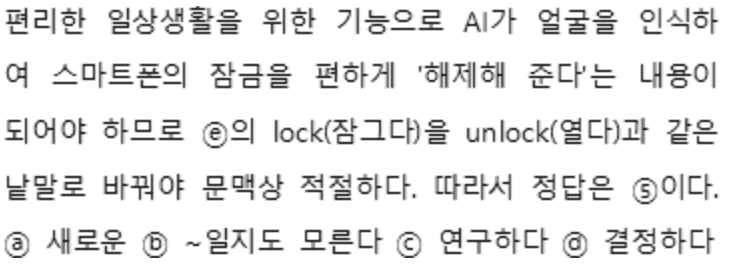 편리한 일상생활을 위한 기능으로 AI가 얼굴을 인식하
여 스마트폰의 잠금을 편하게 '해제해 준다'는 내용이
되어야 하므로 ⓔ의 lock(잠그다)을 unlock(열다)과 같은
낱말로 바꿔야 문맥상 적절하다. 따라서 정답은 ⑤이다.
ⓐ 새로운 ⓑ ~일지도 모른다 ⓒ 연구하다 ⓓ 결정하다